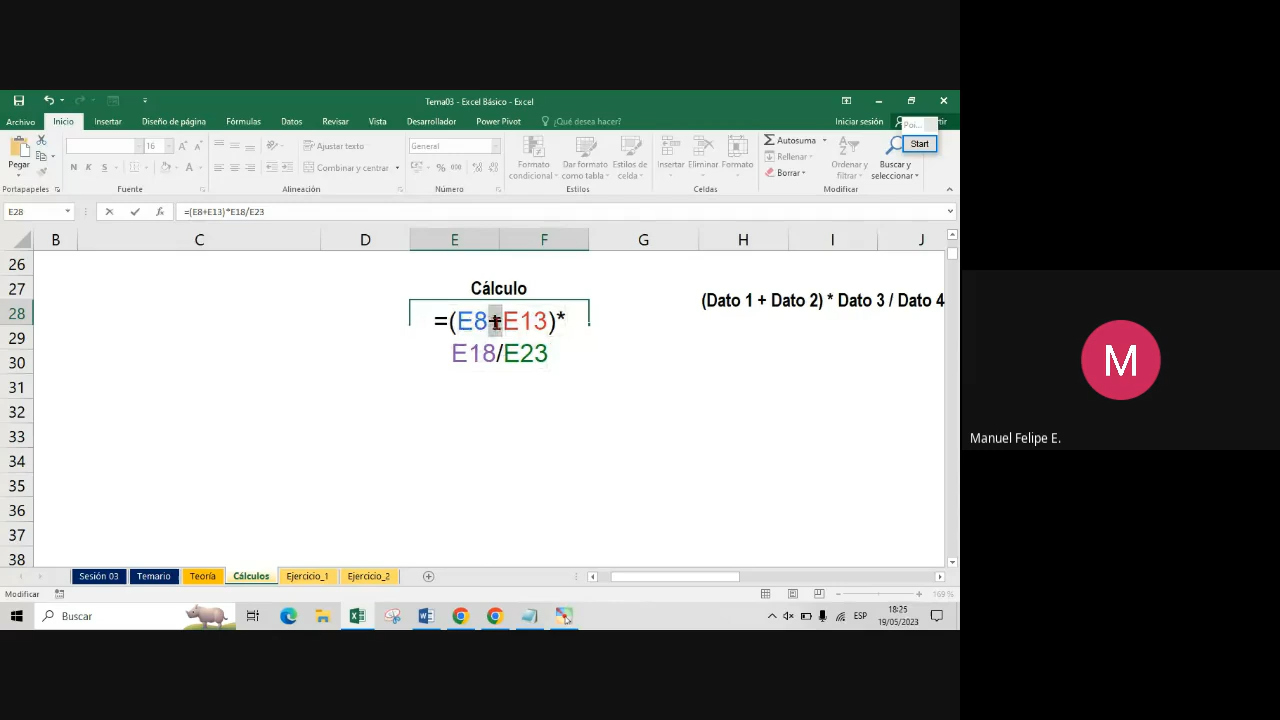 Tema03 - Excel Básico - Excel
Archivo Inicio Insertar Diseño de página Fórmulas Datos Revisar Vista Desarrollador Power Pivot ¿Qué desea hacer? Iniciar sesión
Por...
Start
Pegar
16
N K S
Ajustar texto
Combinar y centrar
General
% 000
Formato condicional
Dar formato como tabla
Estilos de celda
Insertar Eliminar Formato
Autosuma
Rellenar
Borrar
Ordenar y filtrar
Buscar y seleccionar
Portapapeles Fuente Alineación Número Estilos Celdas Modificar
E28 fx =(E8+E13)*E18/E23
B C D E F G H I J
26
27 Cálculo
(Dato 1 + Dato 2) * Dato 3 / Dato 4
28 =(E8+E13)*
29
30 E18/E23
31
32
33
34
35
36
37
38
Sesión 03 Temario Teoría Cálculos Ejercicio_1 Ejercicio_2
Modificar 169 %
Buscar ESP 18:25
19/05/2023
M
Manuel Felipe E.